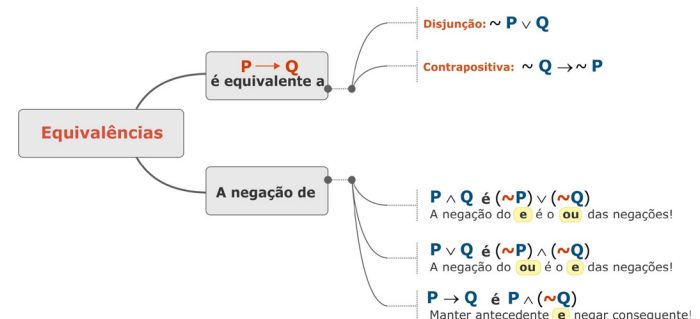 Equivalências
P → Q
é equivalente a
Disjunção: ~ P ∨ Q
Contrapositiva: ~ Q → ~ P
A negação de
P ∧ Q é (~P) ∨ (~Q)
A negação do e é o ou das negações!
P ∨ Q é (~P) ∧ (~Q)
A negação do ou é o e das negações!
P → Q é P ∧ (~Q)
Manter antecedente e negar consequente!